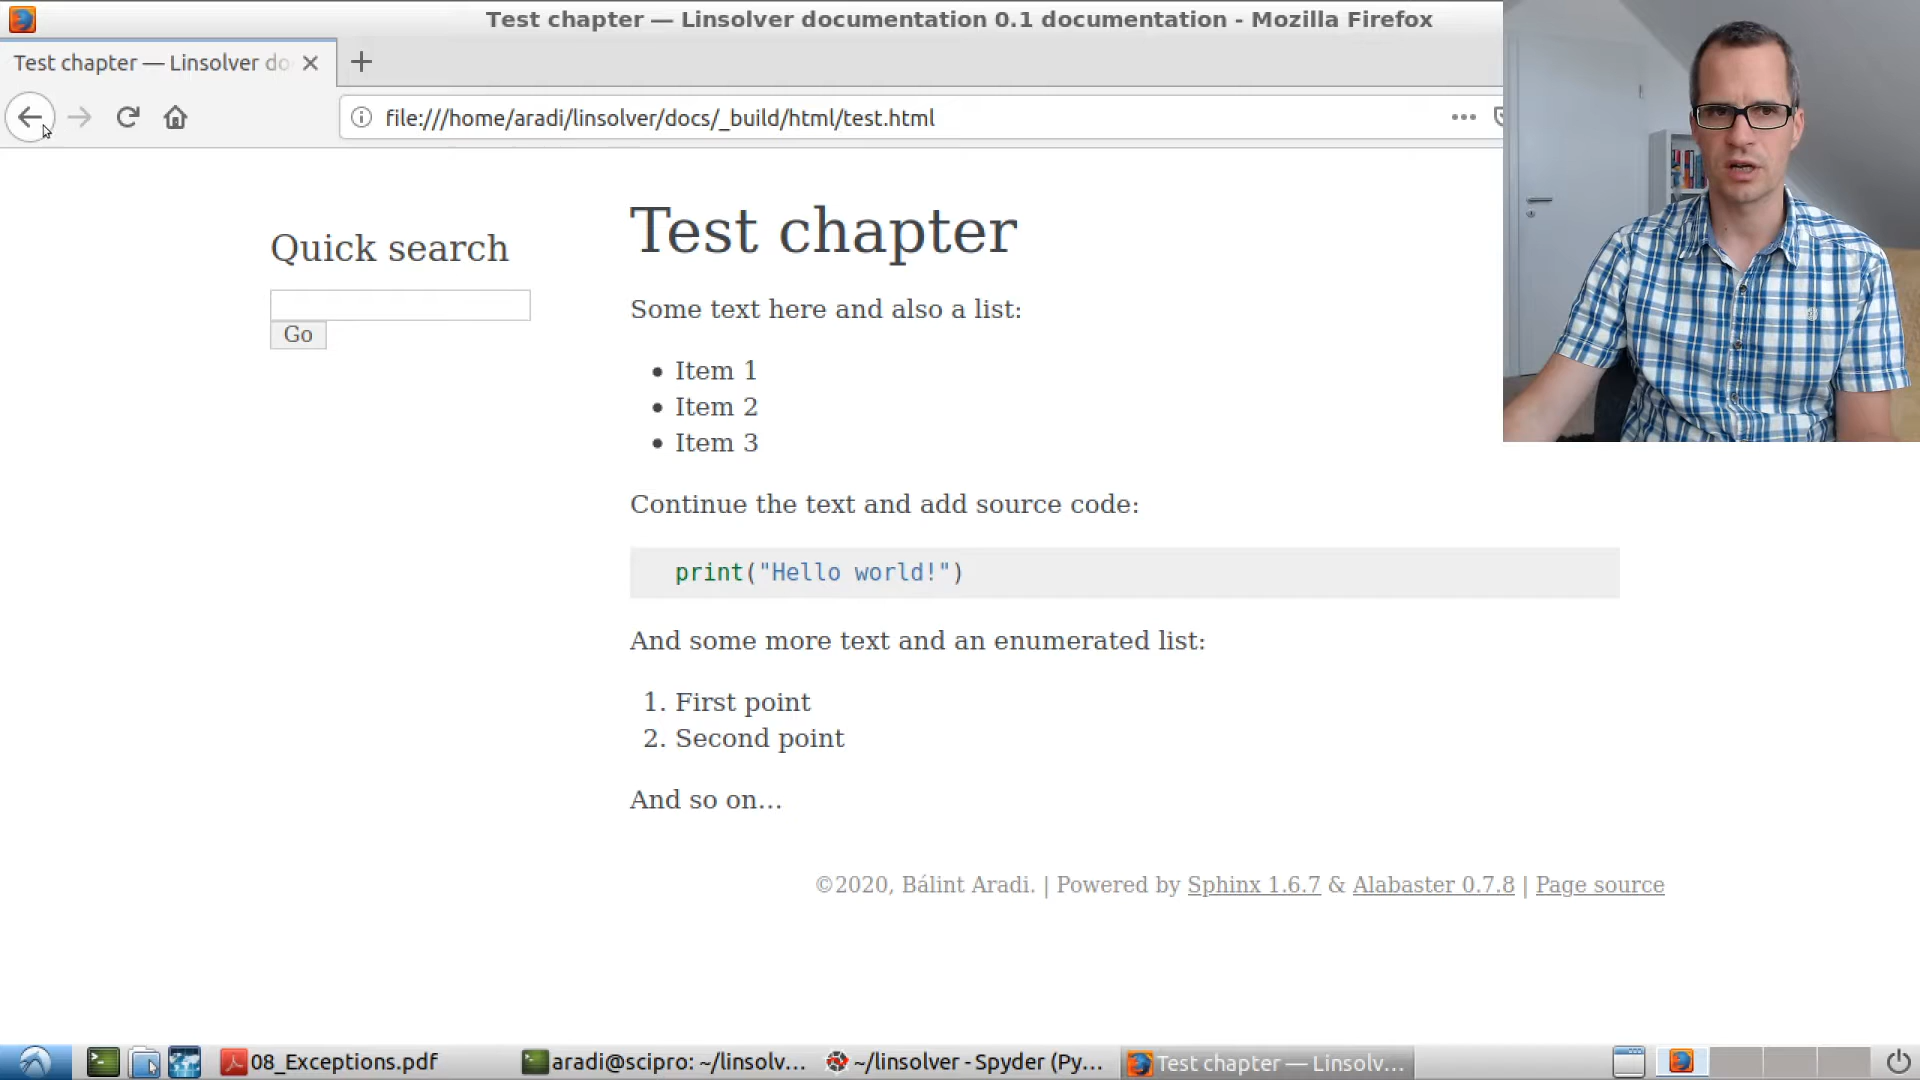 Test chapter — Linsolver documentation 0.1 documentation - Mozilla Firefox
Test chapter — Linsolver do
file:///home/aradi/linsolver/docs/_build/html/test.html
Quick search
Go
Test chapter
Some text here and also a list:
• Item 1
• Item 2
• Item 3
Continue the text and add source code:
print("Hello world!")
And some more text and an enumerated list:
1. First point
2. Second point
And so on…
©2020, Bálint Aradi. | Powered by Sphinx 1.6.7 & Alabaster 0.7.8 | Page source
08_Exceptions.pdf
aradi@scipro: ~/linsolv...
~/linsolver - Spyder (Py...
Test chapter — Linsolv...